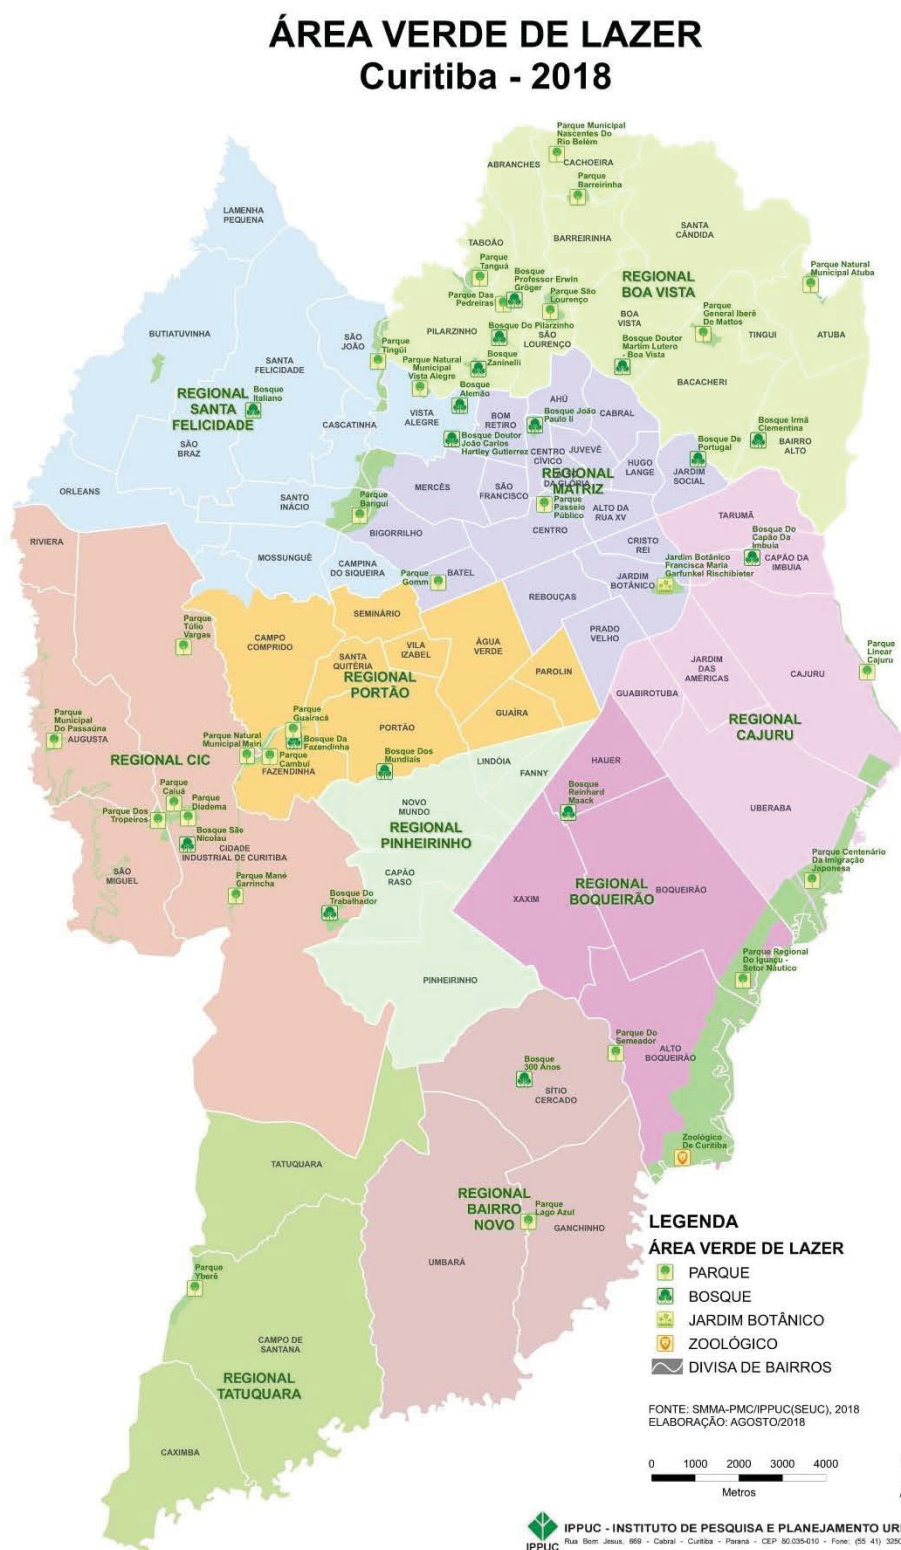 ÁREA VERDE DE LAZER
Curitiba - 2018
Parque Municipal
Nascentes Do
Rio Belém
ABRANCHES
CACHOEIRA
Parque
Barreirinha
LAMENHA
PEQUENA
SANTA
CÂNDIDA
BARREIRINHA
TABOÃO
Parque
Tanguá
Bosque
Professor Erwin
Gröger
Parque Natural
Municipal Atuba
REGIONAL
BOA VISTA
Parque Das
Pedreiras
Parque São
Lourenço
Parque
General Iberê
De Mattos
BOA
VISTA
BUTIATUVINHA
SÃO
JOÃO
PILARZINHO
Bosque Do Pilarzinho
SÃO
LOURENÇO
TINGUI
ATUBA
Parque
Tingüi
Bosque Doutor
Martim Lutero
- Boa Vista
SANTA
FELICIDADE
Parque Natural
Municipal
Vista Alegre
Bosque
Zaninelli
BACACHERI
REGIONAL
SANTA
FELICIDADE
Bosque
Italiano
Bosque
Alemão
AHÚ
CABRAL
VISTA
ALEGRE
BOM
RETIRO
Bosque João
Paulo Ii
Bosque Irmã
Clementina
CASCATINHA
Bosque Doutor
João Carlos
Hartley Gutierrez
Bosque De
Portugal
BAIRRO
ALTO
SÃO
BRAZ
CENTRO
CÍVICO
JUVEVÊ
HUGO
LANGE
JARDIM
SOCIAL
REGIONAL
MATRIZ
DA GLÓRIA
ORLEANS
SANTO
INÁCIO
Parque
Barigui
MERCÊS
SÃO
FRANCISCO
Parque
Passeio
Público
ALTO DA
RUA XV
TARUMÃ
RIVIERA
BIGORRILHO
CENTRO
CRISTO
REI
Bosque Do
Capão Da
Imbuia
MOSSUNGUÊ
CAMPINA
DO SIQUEIRA
Parque
Gomm
BATEL
REBOUÇAS
JARDIM
BOTÂNICO
Jardim Botânico
Francisca Maria
Garfunkel Rischibieter
CAPÃO DA
IMBUIA
SEMINÁRIO
PRADO
VELHO
Parque
Túlio
Vargas
CAMPO
COMPRIDO
SANTA
QUITÉRIA
VILA
IZABEL
ÁGUA
VERDE
Parque
Linear
Cajuru
PAROLIN
JARDIM
DAS
AMÉRICAS
CAJURU
REGIONAL
PORTÃO
GUABIROTUBA
Parque
Municipal
Do Passaúna
AUGUSTA
Parque
Guairacá
PORTÃO
GUAÍRA
REGIONAL
CAJURU
REGIONAL CIC
Parque Natural
Municipal Mairi
Bosque Da
Fazendinha
Parque
Cambuí
FAZENDINHA
Bosque Dos
Mundiais
LINDÓIA
FANNY
HAUER
Parque
Caiuá
Parque
Diadema
Parque Dos
Tropeiros
NOVO
MUNDO
Bosque
Reinhard
Maack
UBERABA
Bosque São
Nicolau
CIDADE
INDUSTRIAL DE CURITIBA
REGIONAL
PINHEIRINHO
SÃO
MIGUEL
Parque Mané
Garrincha
CAPÃO
RASO
Bosque Do
Trabalhador
XAXIM
REGIONAL
BOQUEIRÃO
BOQUEIRÃO
Parque Centenário
Da Imigração
Japonesa
Parque Regional
Do Iguaçu -
Setor Náutico
PINHEIRINHO
Parque Do
Semeador
ALTO
BOQUEIRÃO
Bosque
300 Anos
SÍTIO
CERCADO
Zoológico
De Curitiba
TATUQUARA
REGIONAL
BAIRRO
NOVO
Parque
Lago Azul
GANCHINHO
UMBARÁ
Parque
Yberê
CAMPO DE
SANTANA
REGIONAL
TATUQUARA
CAXIMBA
LEGENDA
ÁREA VERDE DE LAZER
PARQUE
BOSQUE
JARDIM BOTÂNICO
ZOOLÓGICO
DIVISA DE BAIRROS
FONTE: SMMA-PMC/IPPUC(SEUC), 2018
ELABORAÇÃO: AGOSTO/2018
0 1000 2000 3000 4000
Metros
IPPUC
IPPUC - INSTITUTO DE PESQUISA E PLANEJAMENTO
Rua Bom Jesus, 669 - Cabral - Curitiba - Paraná - CEP 80.035-010 - Fone: (55 41)